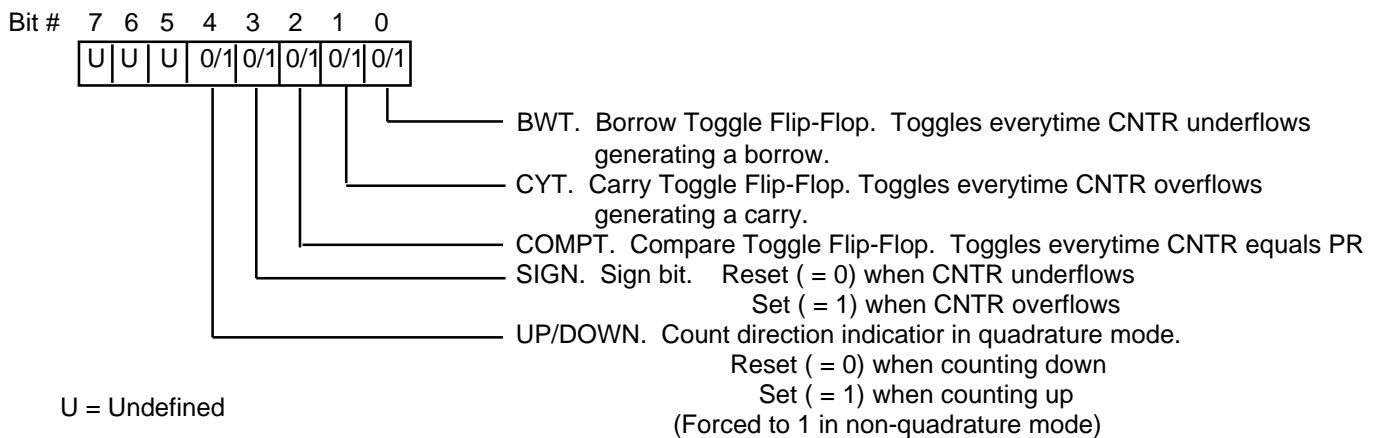 Bit # 7 6 5 4 3 2 1 0
U U U 0/1 0/1 0/1 0/1 0/1
BWT. Borrow Toggle Flip-Flop. Toggles everytime CNTR underflows
generating a borrow.
CYT. Carry Toggle Flip-Flop. Toggles everytime CNTR overflows
generating a carry.
COMPT. Compare Toggle Flip-Flop. Toggles everytime CNTR equals PR
SIGN. Sign bit. Reset ( = 0) when CNTR underflows
Set ( = 1) when CNTR overflows
UP/DOWN. Count direction indicatior in quadrature mode.
Reset ( = 0) when counting down
Set ( = 1) when counting up
(Forced to 1 in non-quadrature mode)
U = Undefined